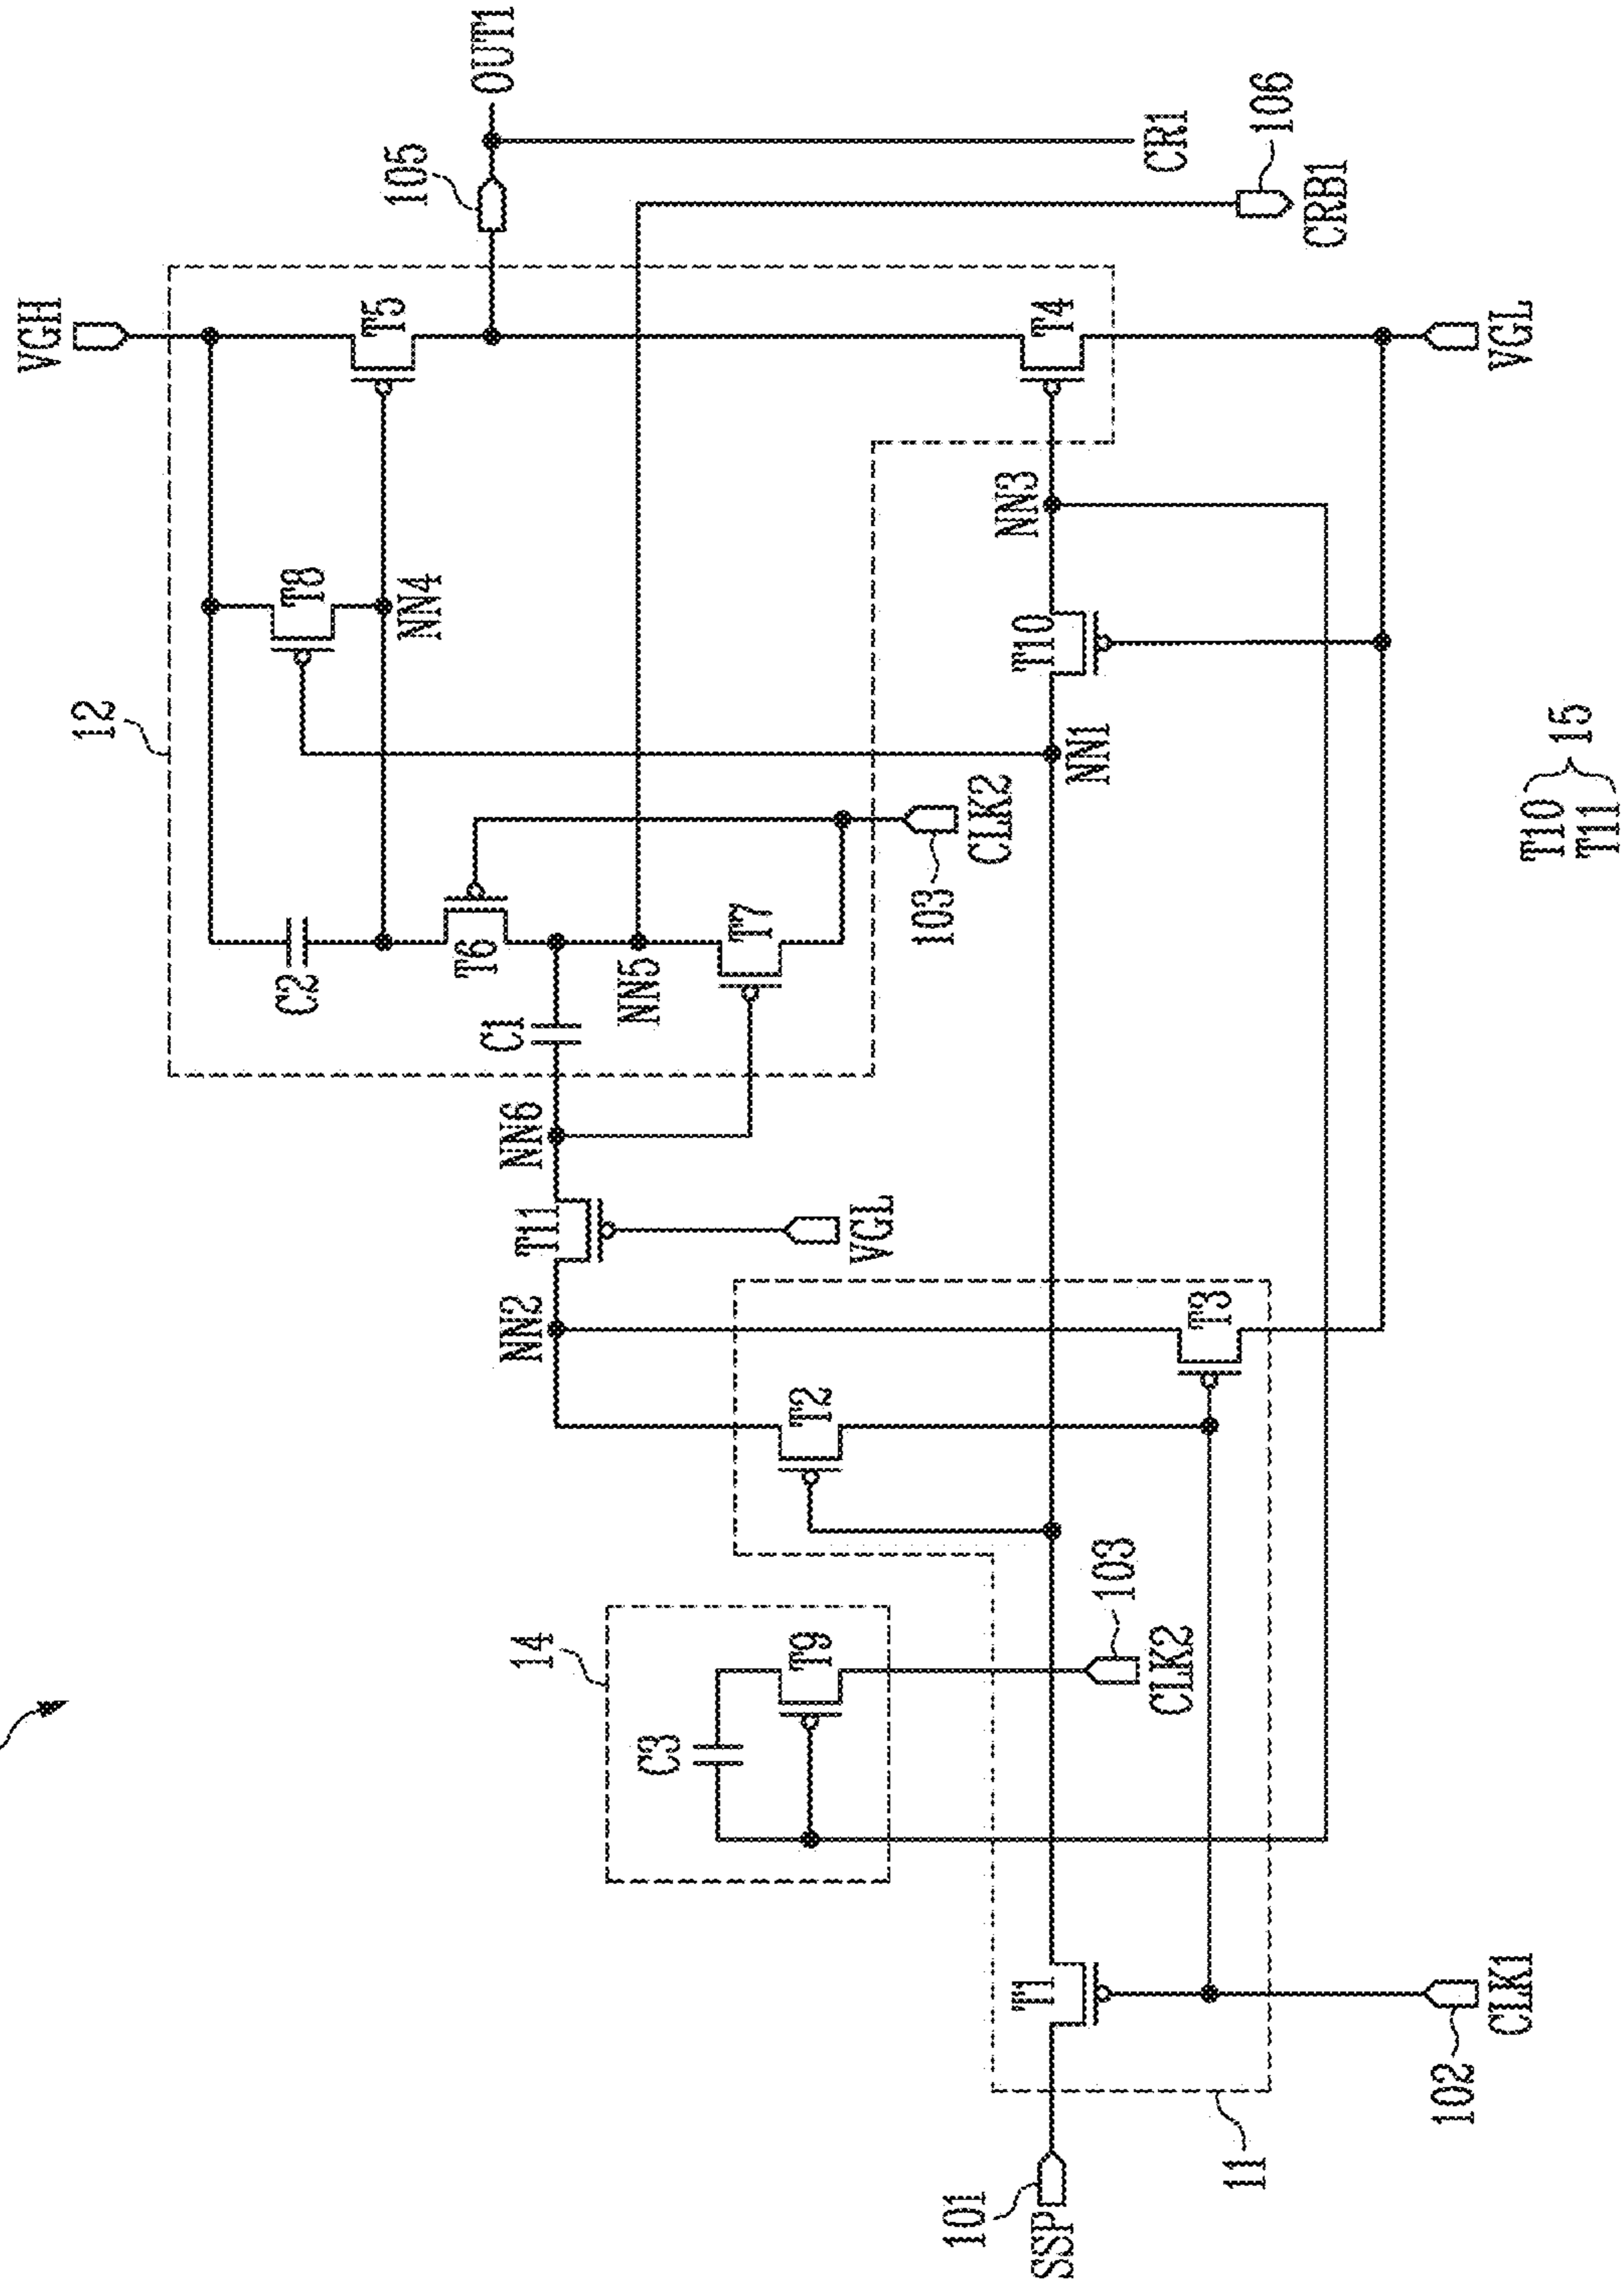 VGH
OUT1
105
CR1
106
CRB1
12
T5
T8
NN4
C2
T6
C1
NN5
T7
103
CLK2
T4
NN3
T10
NN1
VGL
NN6
T11
NN2
VGL
T2
T3
14
C3
T9
103
CLK2
T1
101
SSP
11
102
CLK1
T10
T11
15